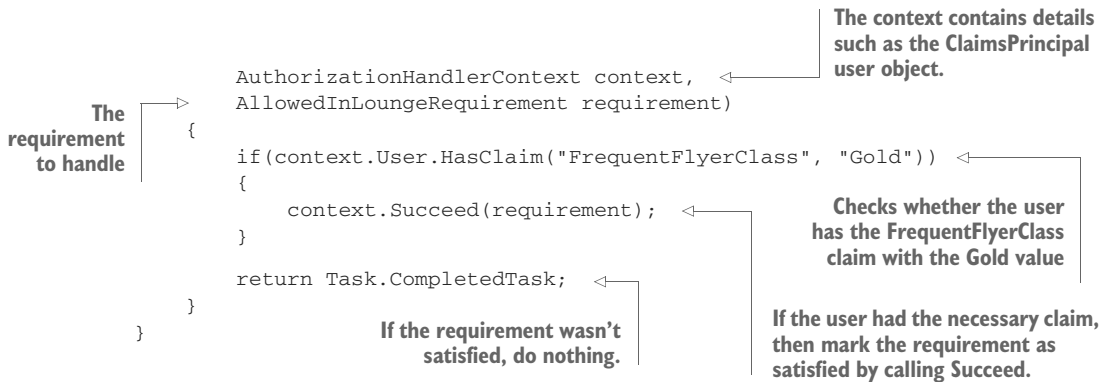 The context contains details
such as the ClaimsPrincipal
user object.
AuthorizationHandlerContext context,
AllowedInLoungeRequirement requirement)
The
requirement
to handle
{
if(context.User.HasClaim("FrequentFlyerClass", "Gold"))
{
context.Succeed(requirement);
}
Checks whether the user
has the FrequentFlyerClass
claim with the Gold value
return Task.CompletedTask;
}
}
If the requirement wasn't
satisfied, do nothing.
If the user had the necessary claim,
then mark the requirement as
satisfied by calling Succeed.